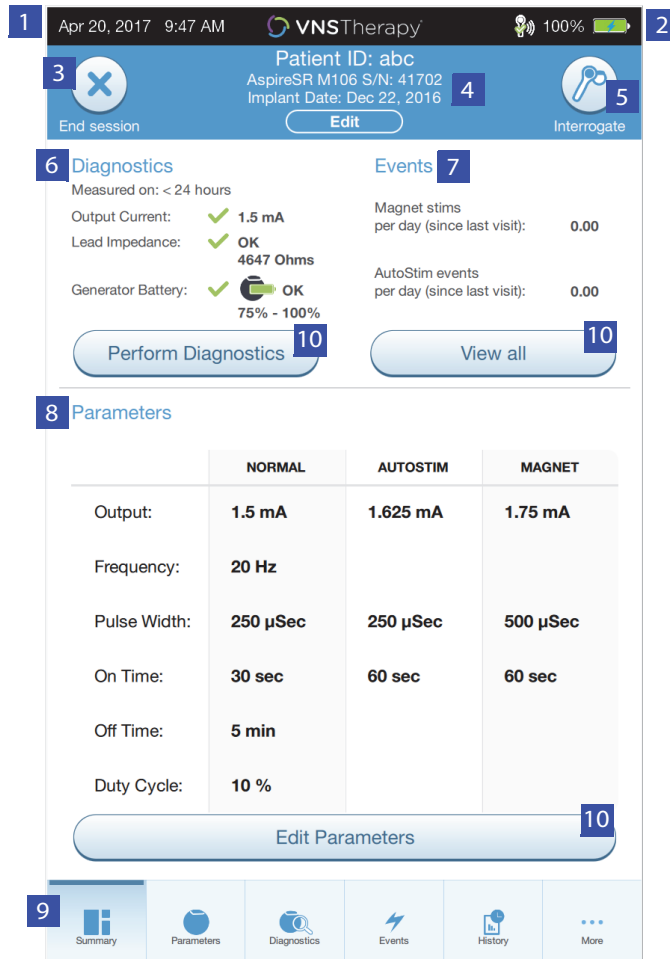 1 Apr 20, 2017 9:47 AM VNSTherapy 100% 2
Patient ID: abc
3 AspireSR M106 S/N: 41702
Implant Date: Dec 22, 2016 4 5
End session Edit Interrogate
6 Diagnostics
Measured on: < 24 hours
Output Current: 1.5 mA
Lead Impedance: OK
4647 Ohms
Generator Battery: OK
75% - 100%
Perform Diagnostics 10
Events 7
Magnet stims
per day (since last visit): 0.00
AutoStim events
per day (since last visit): 0.00
View all 10
8 Parameters
NORMAL AUTOSTIM MAGNET
Output: 1.5 mA 1.625 mA 1.75 mA
Frequency: 20 Hz
Pulse Width: 250 µSec 250 µSec 500 µSec
On Time: 30 sec 60 sec 60 sec
Off Time: 5 min
Duty Cycle: 10 %
Edit Parameters 10
9 Summary Parameters Diagnostics Events History More